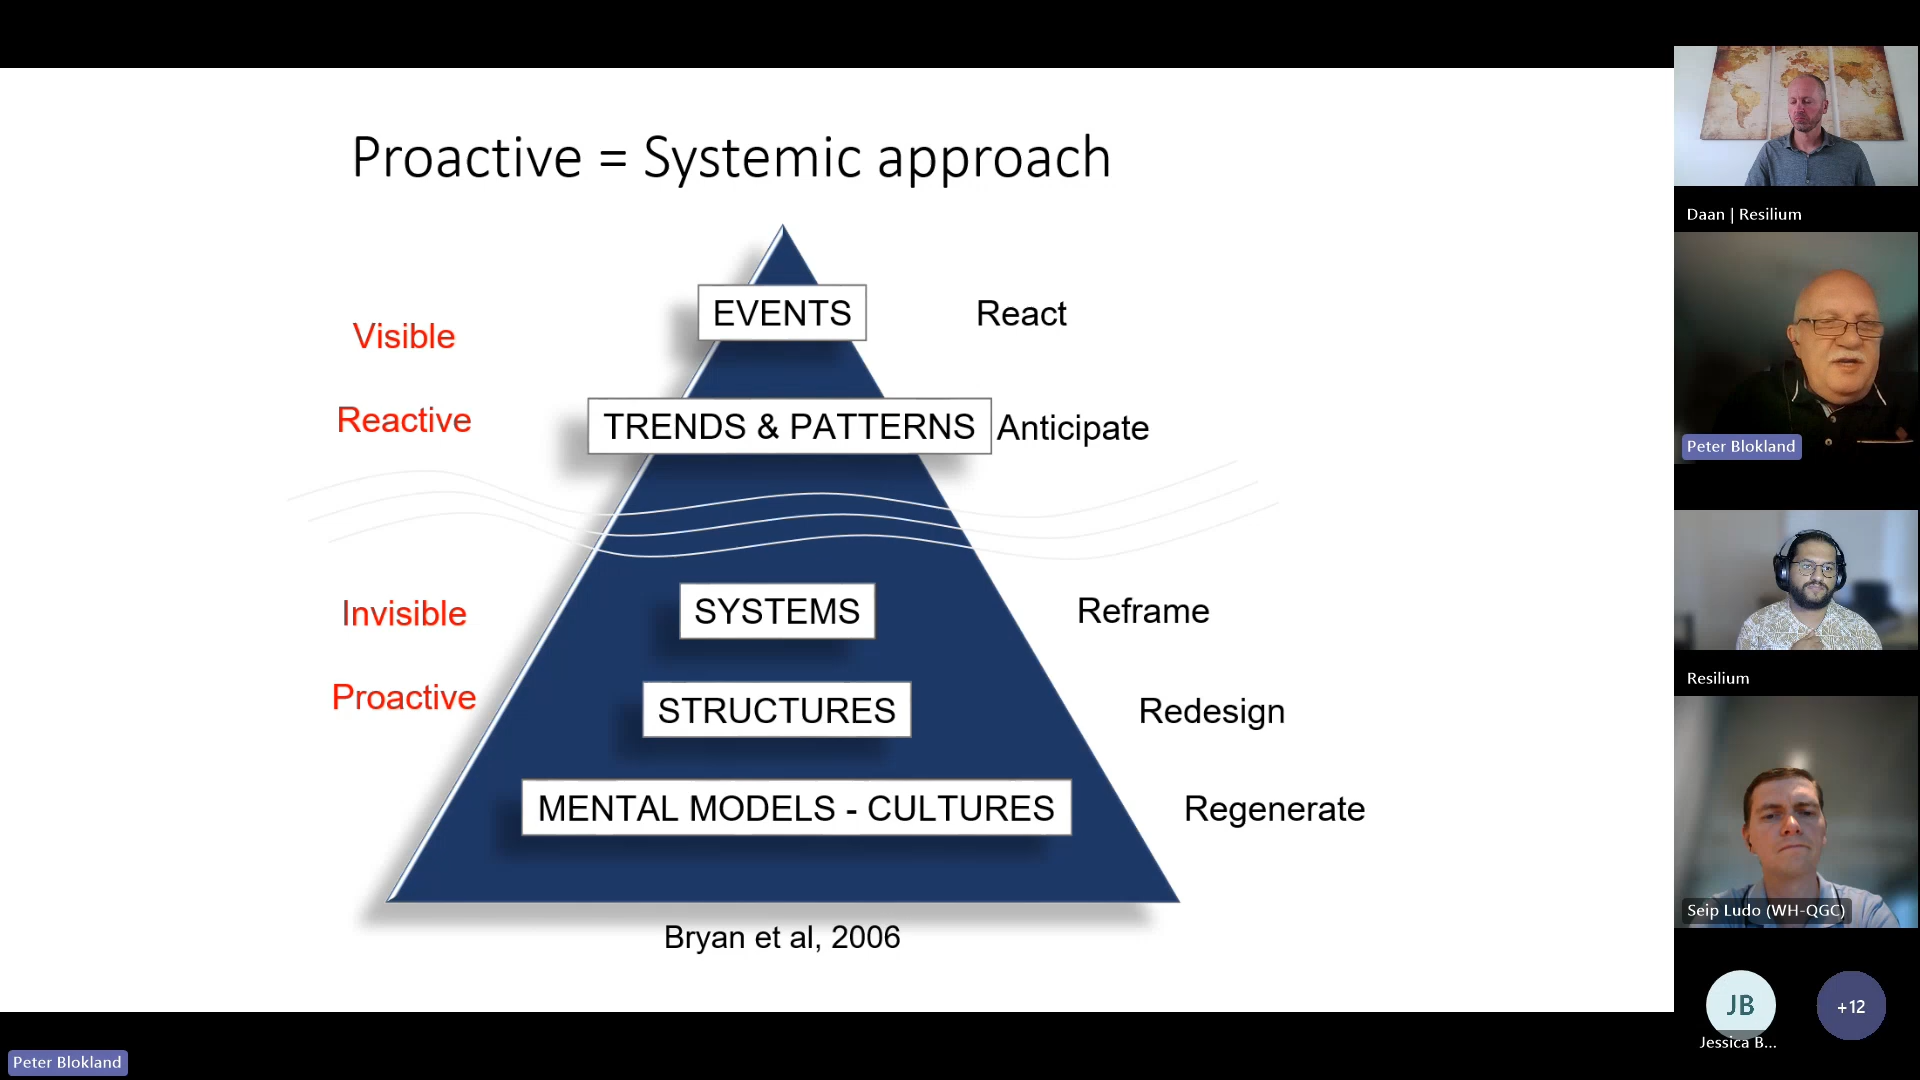 Proactive = Systemic approach
EVENTS
React
Visible
Reactive
TRENDS & PATTERNS
Anticipate
SYSTEMS
Invisible
Reframe
Proactive
STRUCTURES
Redesign
MENTAL MODELS - CULTURES
Regenerate
Bryan et al, 2006
Daan | Resilium
Peter Blokland
Resilium
Seip Ludo (WH-QGC)
JB
+12
Jessica B...
Peter Blokland